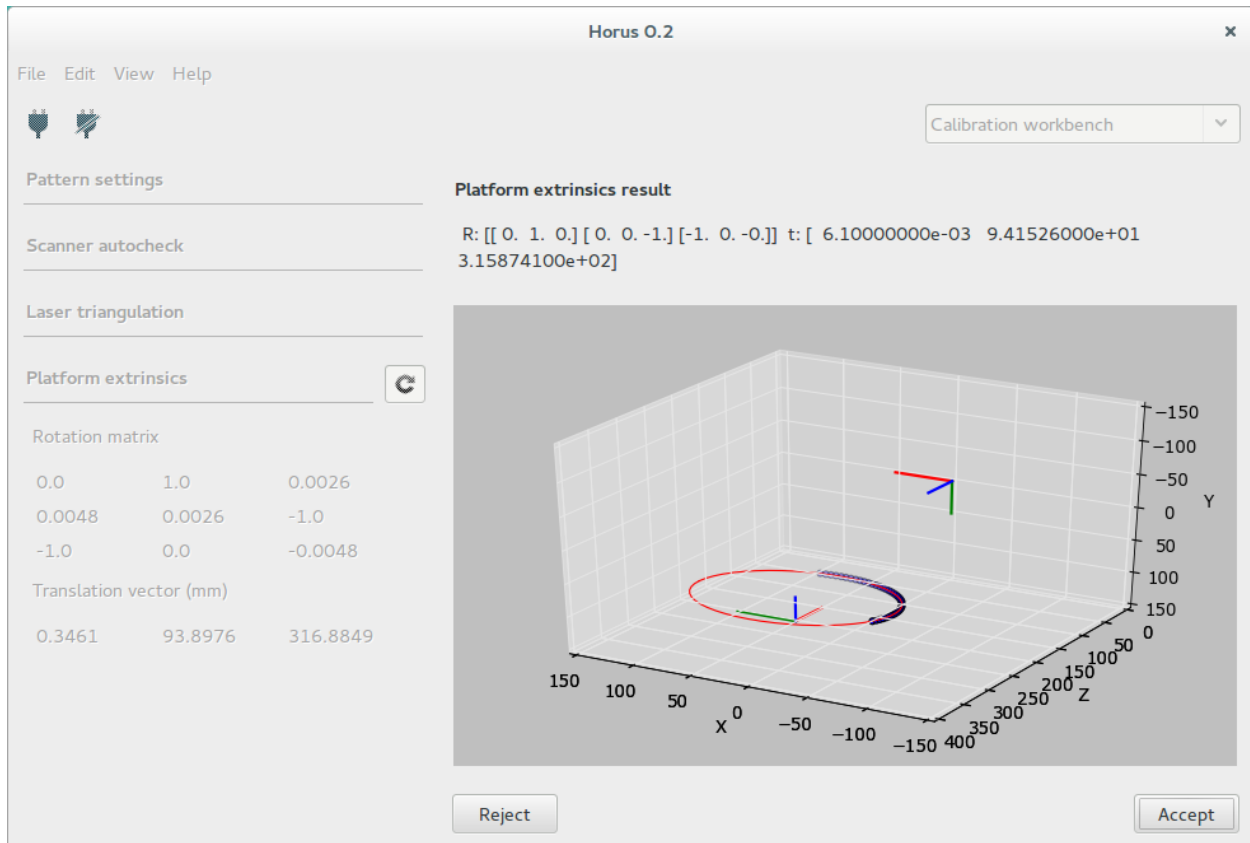 Horus 0.2 ×
File Edit View Help
Calibration workbench
Pattern settings
Scanner autocheck
Laser triangulation
Platform extrinsics
Rotation matrix
0.0 1.0 0.0026
0.0048 0.0026 -1.0
-1.0 0.0 -0.0048
Translation vector (mm)
0.3461 93.8976 316.8849
Platform extrinsics result
R: [[ 0. 1. 0.] [ 0. 0. -1.] [-1. 0. -0.]] t: [ 6.10000000e-03 9.41526000e+01
3.15874100e+02]
−150
−100
−50
0
50
100
150
Y
150
100
50
0
−50
−100
−150
X
0
50
100
150
200
250
300
350
400
Z
Reject
Accept